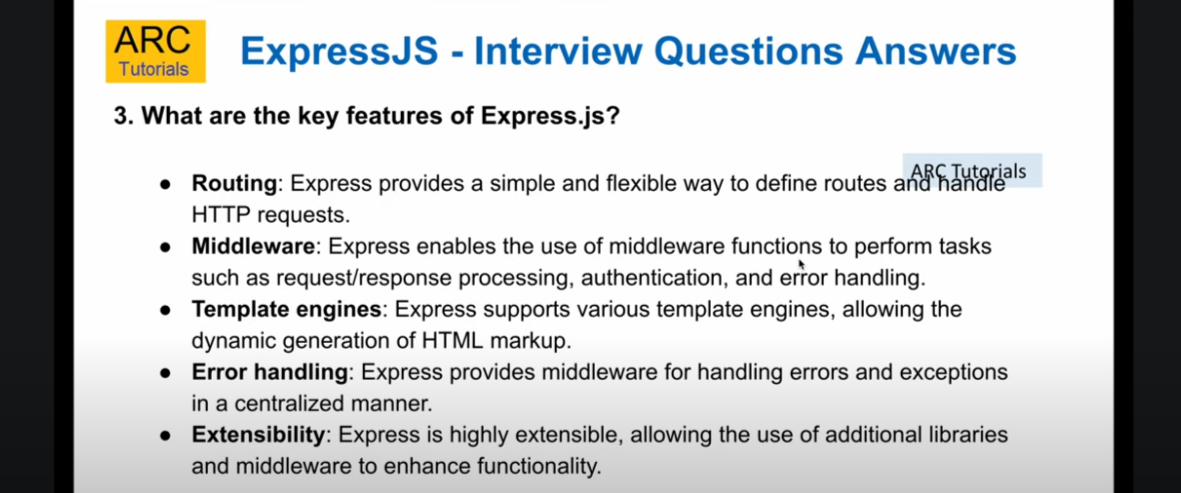 ARC
Tutorials
ExpressJS - Interview Questions Answers
3. What are the key features of Express.js?
ARC Tutorials
● Routing: Express provides a simple and flexible way to define routes and handle
HTTP requests.
● Middleware: Express enables the use of middleware functions to perform tasks
such as request/response processing, authentication, and error handling.
● Template engines: Express supports various template engines, allowing the
dynamic generation of HTML markup.
● Error handling: Express provides middleware for handling errors and exceptions
in a centralized manner.
● Extensibility: Express is highly extensible, allowing the use of additional libraries
and middleware to enhance functionality.